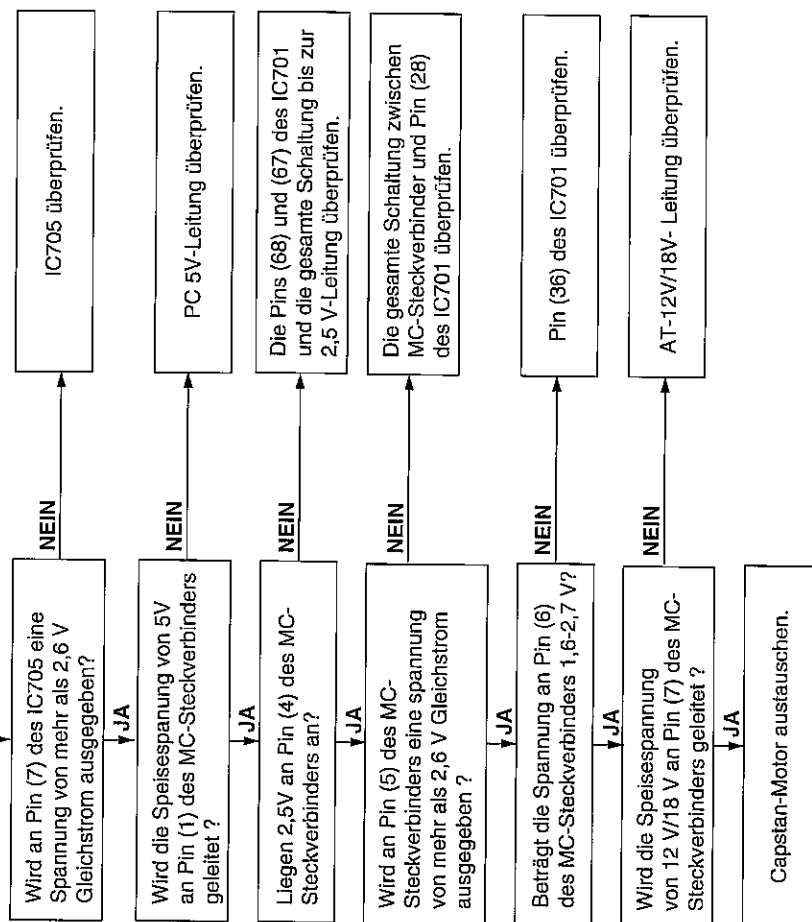 Wird an Pin (7) des IC705 eine
Spannung von mehr als 2,6 V
Gleichstrom ausgegeben?
NEIN
IC705 überprüfen.
JA
Wird die Speisespanung von 5V
an Pin (1) des MC-Steckverbinders
geleitet ?
NEIN
PC 5V-Leitung überprüfen.
JA
Liegen 2,5V an Pin (4) des MC-
Steckverbinders an?
NEIN
Die Pins (68) und (67) des IC701
und die gesamte Schaltung bis zur
2,5 V-Leitung überprüfen.
JA
Wird an Pin (5) des MC-
Steckverbinders eine spannung
von mehr als 2,6 V Gleichstrom
ausgegeben ?
NEIN
Die gesamte Schaltung zwischen
MC-Steckverbinder und Pin (28)
des IC701 überprüfen.
JA
Beträgt die Spannung an Pin (6)
des MC-Steckverbinders 1,6-2,7 V?
NEIN
Pin (36) des IC701 überprüfen.
JA
Wird die Speisespannung
von 12 V/18 V an Pin (7) des MC-
Steckverbinders geleitet ?
NEIN
AT-12V/18V- Leitung überprüfen.
JA
Capstan-Motor austauschen.